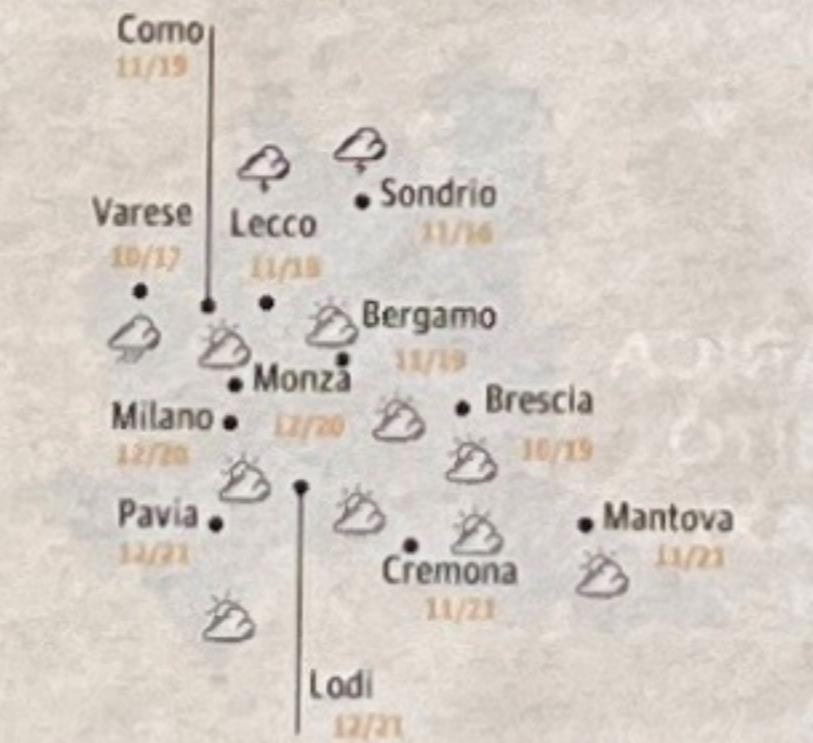 Como
11/19
Sondrio
11/16
Varese
10/17
Lecco
11/18
Bergamo
11/19
Monza
12/20
Milano
12/20
Brescia
10/19
Pavia
12/21
Mantova
11/21
Cremona
11/21
Lodi
12/21